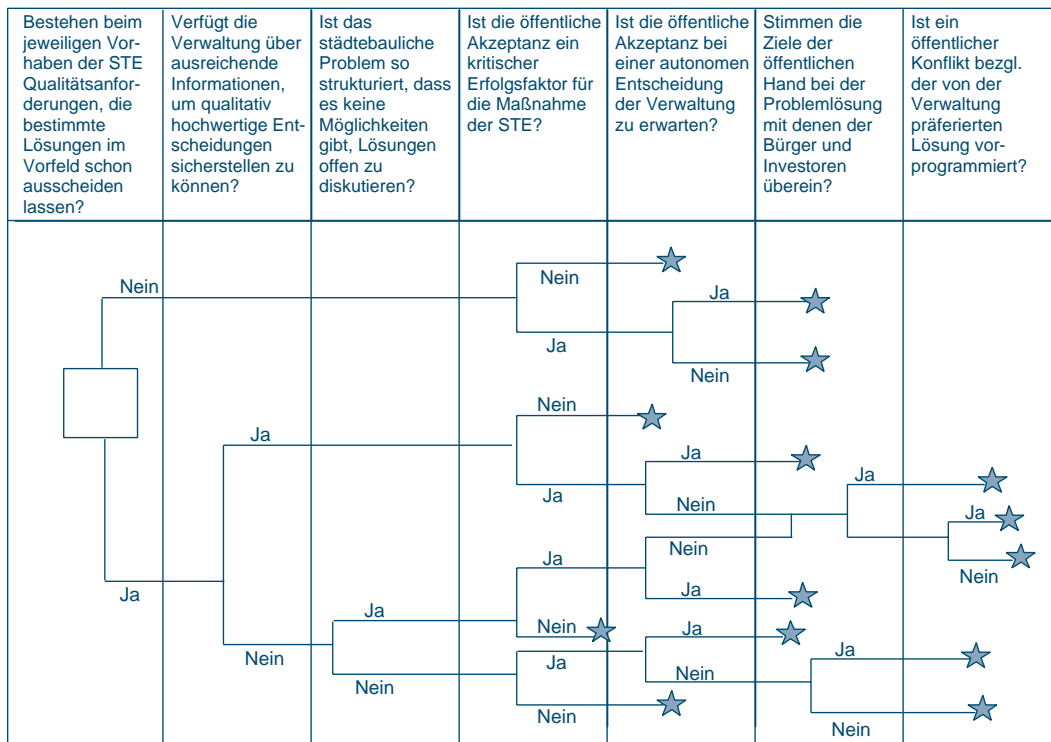 Bestehen beim
jeweiligen Vor-
haben der STE
Qualitätsanfor-
derungen, die
bestimmte
Lösungen im
Vorfeld schon
ausscheiden
lassen?
Verfügt die
Verwaltung über
ausreichende
Informationen,
um qualitativ
hochwertige Ent-
scheidungen
sicherstellen zu
können?
Ist das
städtebauliche
Problem so
strukturiert, dass
es keine
Möglichkeiten
gibt, Lösungen
offen zu
diskutieren?
Ist die öffentliche
Akzeptanz ein
kritischer
Erfolgsfaktor für
die Maßnahme
der STE?
Ist die öffentliche
Akzeptanz bei
einer autonomen
Entscheidung
der Verwaltung
zu erwarten?
Stimmen die
Ziele der
öffentlichen
Hand bei der
Problemlösung
mit denen der
Bürger und
Investoren
überein?
Ist ein
öffentlicher
Konflikt bezgl.
der von der
Verwaltung
präferierten
Lösung vor-
programmiert?
Nein
Nein
Ja
Ja
Nein
Nein
Ja
Ja
Ja
Nein
Ja
Ja
Nein
Nein
Ja
Ja
Ja
Ja
Nein
Ja
Nein
Ja
Nein
Ja
Nein
Nein
Nein